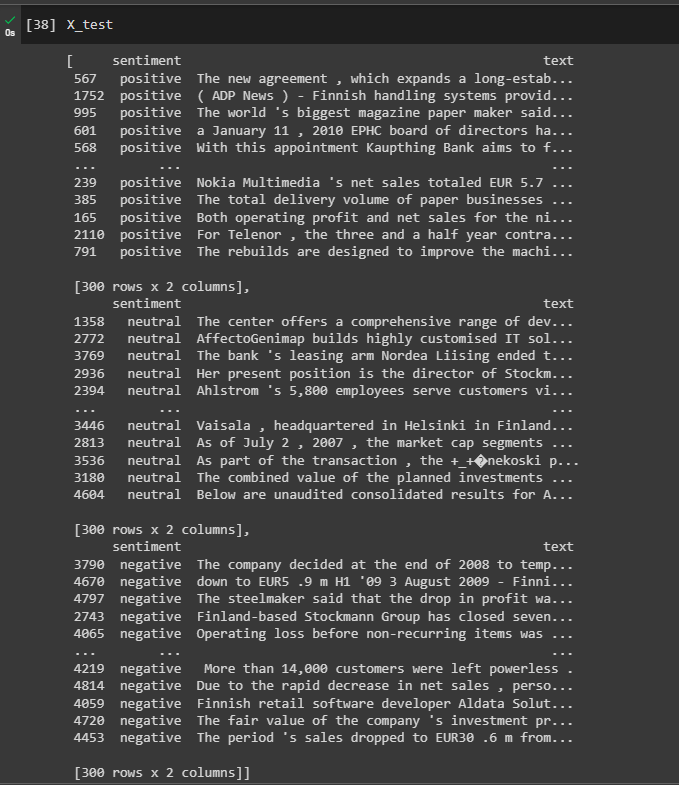 [38] X_test
0s
[ sentiment text
567 positive The new agreement , which expands a long-estab...
1752 positive ( ADP News ) - Finnish handling systems provid...
995 positive The world 's biggest magazine paper maker said...
601 positive a January 11 , 2010 EPHC board of directors ha...
568 positive With this appointment Kaupthing Bank aims to f...
... ... ...
239 positive Nokia Multimedia 's net sales totaled EUR 5.7 ...
385 positive The total delivery volume of paper businesses ...
165 positive Both operating profit and net sales for the ni...
2110 positive For Telenor , the three and a half year contra...
791 positive The rebuilds are designed to improve the machi...
[300 rows x 2 columns],
sentiment text
1358 neutral The center offers a comprehensive range of dev...
2772 neutral AffectoGenimap builds highly customised IT sol...
3769 neutral The bank 's leasing arm Nordea Liising ended t...
2936 neutral Her present position is the director of Stockm...
2394 neutral Ahlstrom 's 5,800 employees serve customers vi...
... ... ...
3446 neutral Vaisala , headquartered in Helsinki in Finland...
2813 neutral As of July 2 , 2007 , the market cap segments ...
3536 neutral As part of the transaction , the +_+�nekoski p...
3180 neutral The combined value of the planned investments ...
4604 neutral Below are unaudited consolidated results for A...
[300 rows x 2 columns],
sentiment text
3790 negative The company decided at the end of 2008 to temp...
4670 negative down to EUR5 .9 m H1 '09 3 August 2009 - Finni...
4797 negative The steelmaker said that the drop in profit wa...
2743 negative Finland-based Stockmann Group has closed seven...
4065 negative Operating loss before non-recurring items was ...
... ... ...
4219 negative More than 14,000 customers were left powerless .
4814 negative Due to the rapid decrease in net sales , perso...
4059 negative Finnish retail software developer Aldata Solut...
4720 negative The fair value of the company 's investment pr...
4453 negative The period 's sales dropped to EUR30 .6 m from...
[300 rows x 2 columns]]